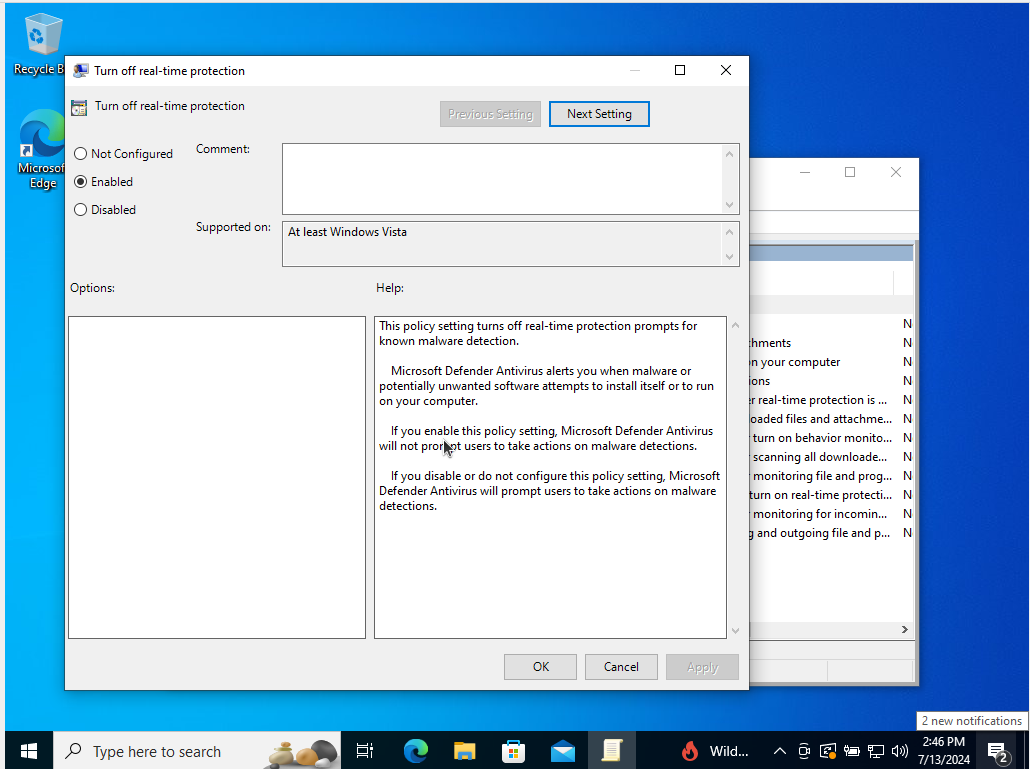 Recycle B
Microsof
Edge
Turn off real-time protection
Turn off real-time protection
Previous Setting
Next Setting
Not Configured
Enabled
Disabled
Comment:
Supported on:
At least Windows Vista
Options:
Help:
This policy setting turns off real-time protection prompts for
known malware detection.
Microsoft Defender Antivirus alerts you when malware or
potentially unwanted software attempts to install itself or to run
on your computer.
If you enable this policy setting, Microsoft Defender Antivirus
will not prompt users to take actions on malware detections.
If you disable or do not configure this policy setting, Microsoft
Defender Antivirus will prompt users to take actions on malware
detections.
OK
Cancel
Apply
N
hments N
n your computer N
ions N
r real-time protection is ... N
oaded files and attachme... N
turn on behavior monito... N
scanning all downloade... N
monitoring file and prog... N
turn on real-time protecti... N
monitoring for incomin... N
g and outgoing file and p... N
2 new notifications
Type here to search
Wild...
2:46 PM
7/13/2024
2